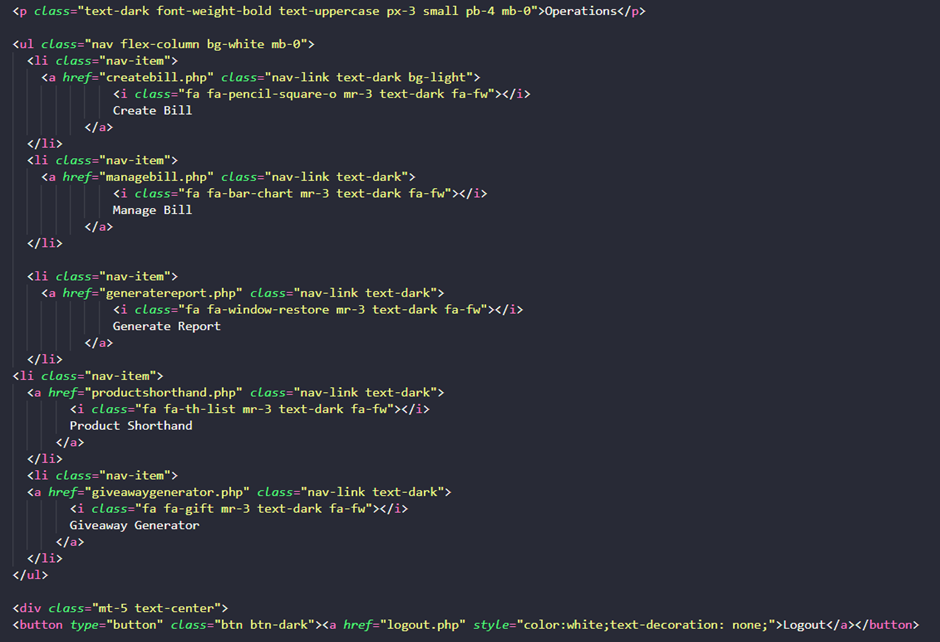 <p class="text-dark font-weight-bold text-uppercase px-3 small pb-4 mb-0">Operations</p>
<ul class="nav flex-column bg-white mb-0">
<li class="nav-item">
<a href="createbill.php" class="nav-link text-dark bg-light">
<i class="fa fa-pencil-square-o mr-3 text-dark fa-fw"></i>
Create Bill
</a>
</li>
<li class="nav-item">
<a href="managebill.php" class="nav-link text-dark">
<i class="fa fa-bar-chart mr-3 text-dark fa-fw"></i>
Manage Bill
</a>
</li>
<li class="nav-item">
<a href="generatereport.php" class="nav-link text-dark">
<i class="fa fa-window-restore mr-3 text-dark fa-fw"></i>
Generate Report
</a>
</li>
<li class="nav-item">
<a href="productshorthand.php" class="nav-link text-dark">
<i class="fa fa-th-list mr-3 text-dark fa-fw"></i>
Product Shorthand
</a>
</li>
<li class="nav-item">
<a href="giveawaygenerator.php" class="nav-link text-dark">
<i class="fa fa-gift mr-3 text-dark fa-fw"></i>
Giveaway Generator
</a>
</li>
</ul>
<div class="mt-5 text-center">
<button type="button" class="btn btn-dark"><a href="logout.php" style="color:white;text-decoration: none;">Logout</a></button>